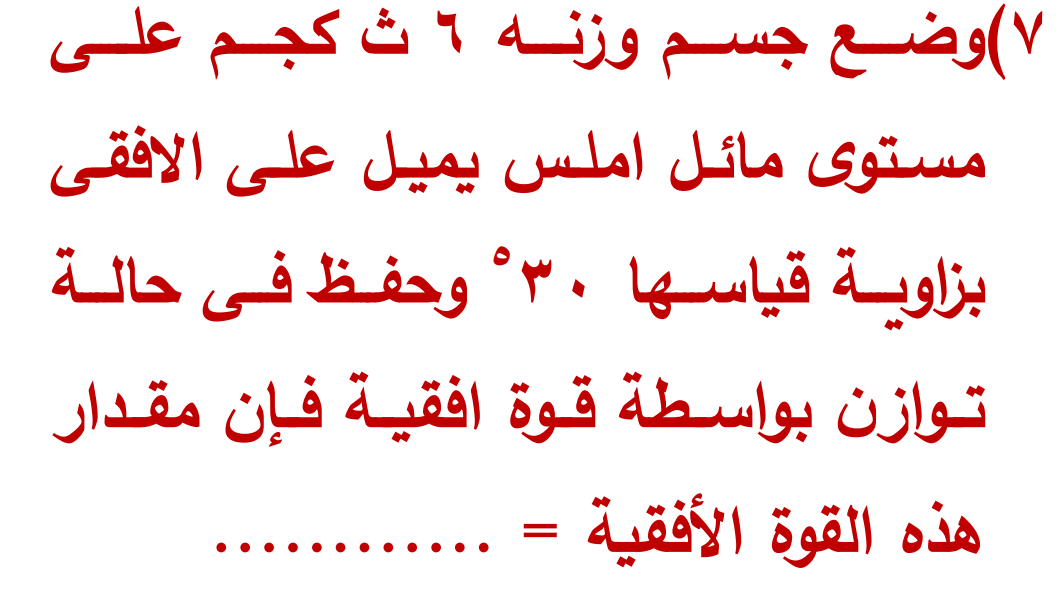 ٧)وضع جسم وزنه ٦ ث كجم على
مستوى مائل املس يميل على الافقى
بزاوية قياسها ٣٠° وحفظ فى حالة
توازن بواسطة قوة افقية فإن مقدار
هذه القوة الأفقية = ............